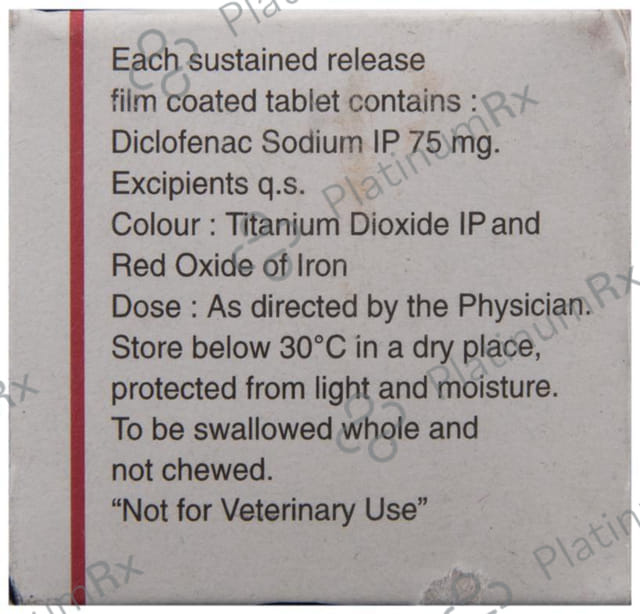 Each sustained release
film coated tablet contains :
Diclofenac Sodium IP 75 mg.
Excipients q.s.
Colour : Titanium Dioxide IP and
Red Oxide of Iron
Dose : As directed by the Physician.
Store below 30°C in a dry place,
protected from light and moisture.
To be swallowed whole and
not chewed.
“Not for Veterinary Use”
PlatinumRx
PlatinumRx